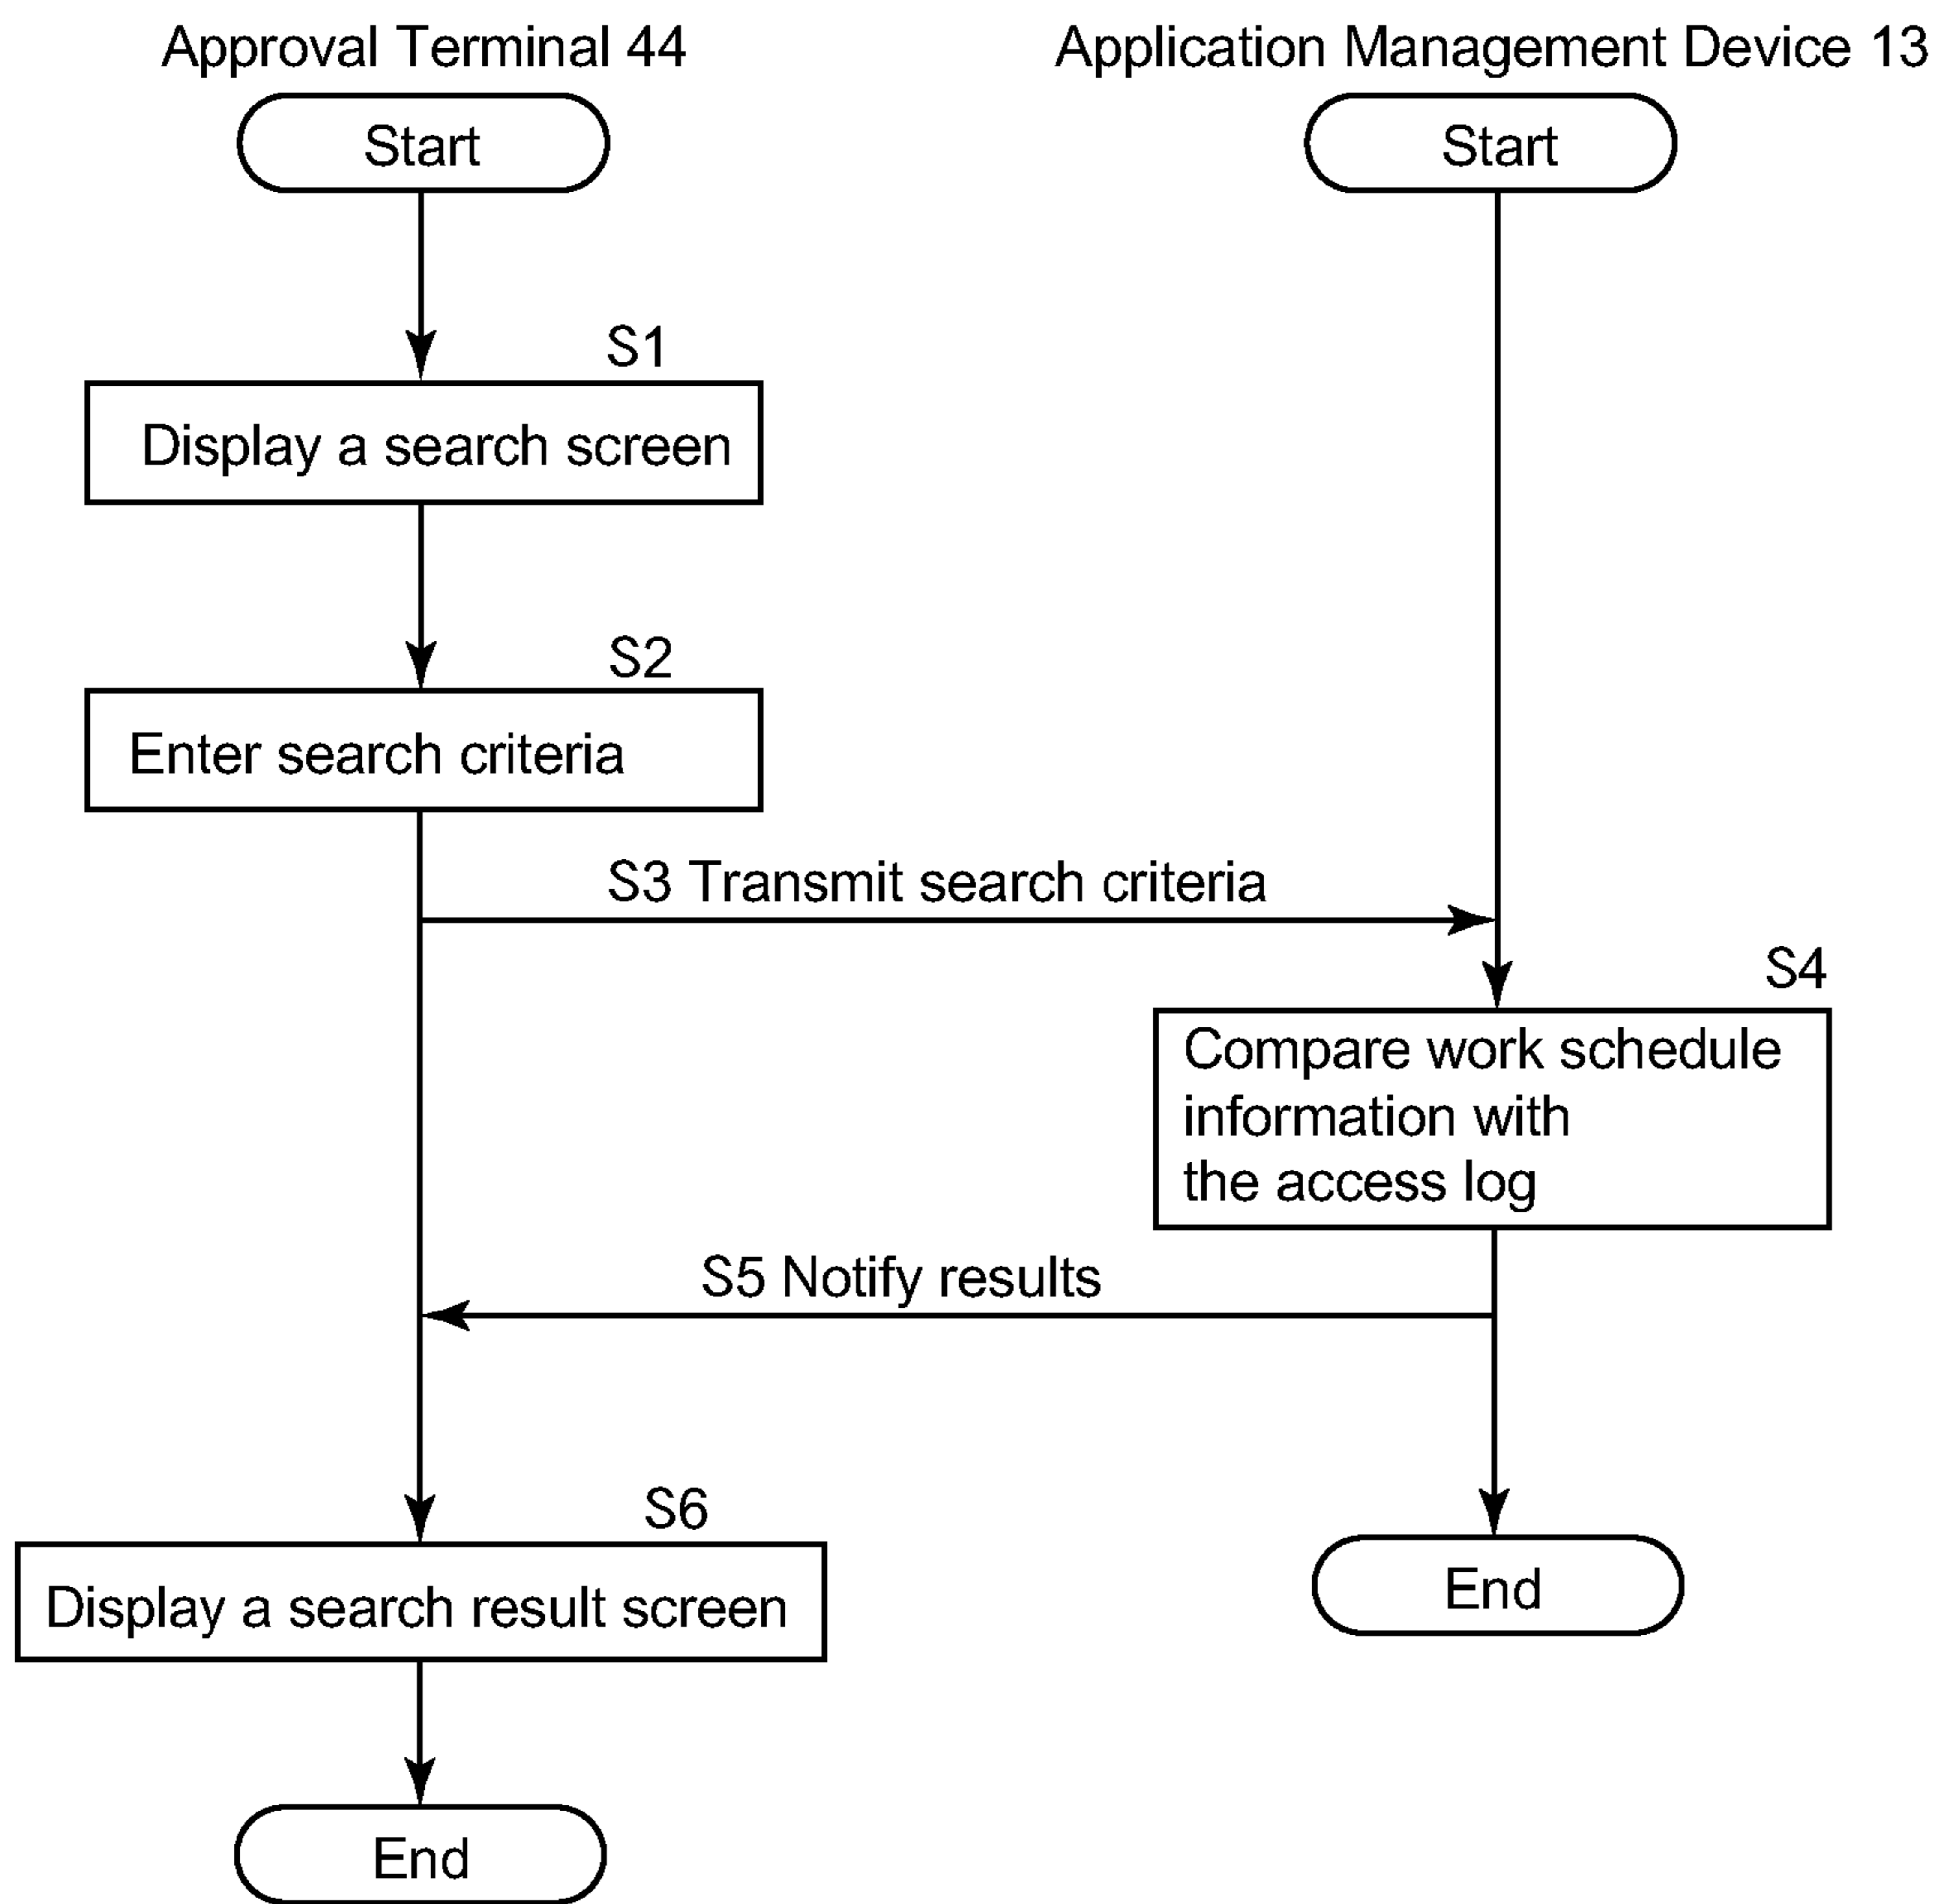 Approval Terminal 44
Application Management Device 13
Start
Start
S1
Display a search screen
S2
Enter search criteria
S3 Transmit search criteria
S4
Compare work schedule
information with
the access log
S5 Notify results
S6
Display a search result screen
End
End